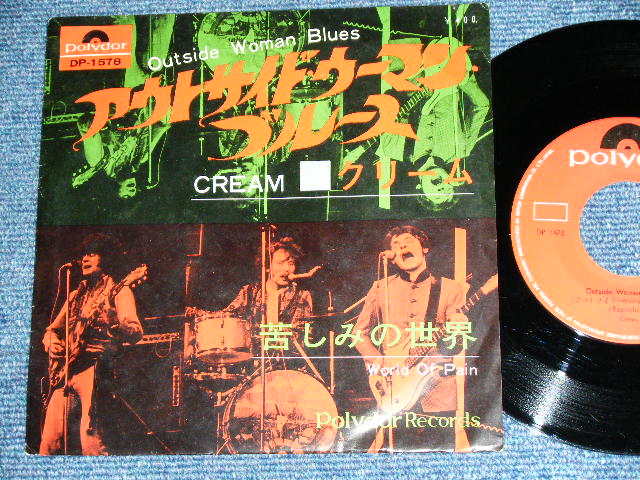 polydor
DP-1578
Outside Woman Blues
アウトサイドウーマン
ブルース
CREAM クリーム
苦しみの世界
World Of Pain
Polydor Records
polydor
DP-1578
Outside Woman